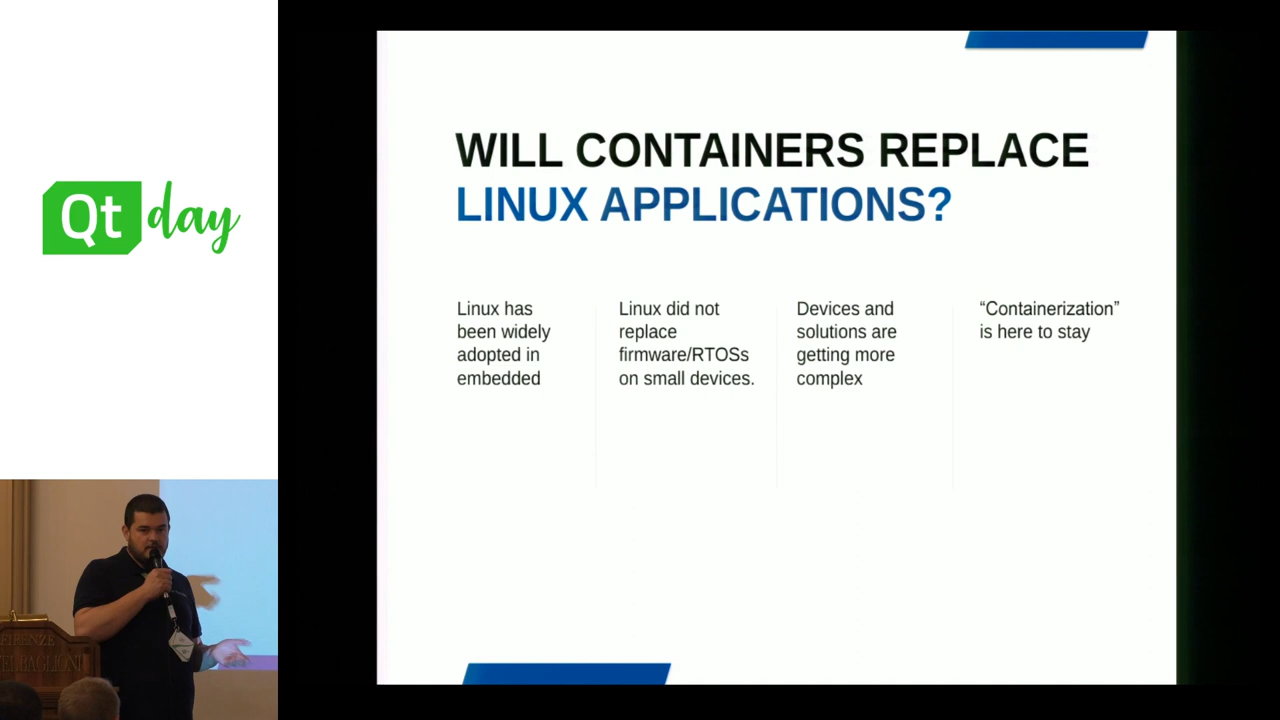 Qt day
WILL CONTAINERS REPLACE
LINUX APPLICATIONS?
Linux has
been widely
adopted in
embedded
Linux did not
replace
firmware/RTOSs
on small devices.
Devices and
solutions are
getting more
complex
“Containerization”
is here to stay
FIRENZE